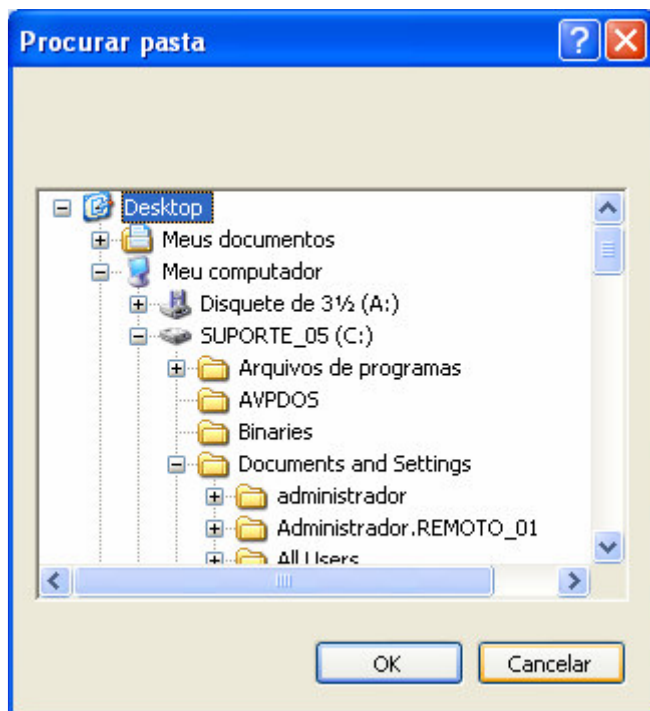 Procurar pasta
Desktop
Meus documentos
Meu computador
Disquete de 3½ (A:)
SUPORTE_05 (C:)
Arquivos de programas
AVPDOS
Binaries
Documents and Settings
administrador
Administrador.REMOTO_01
All Users
OK Cancelar